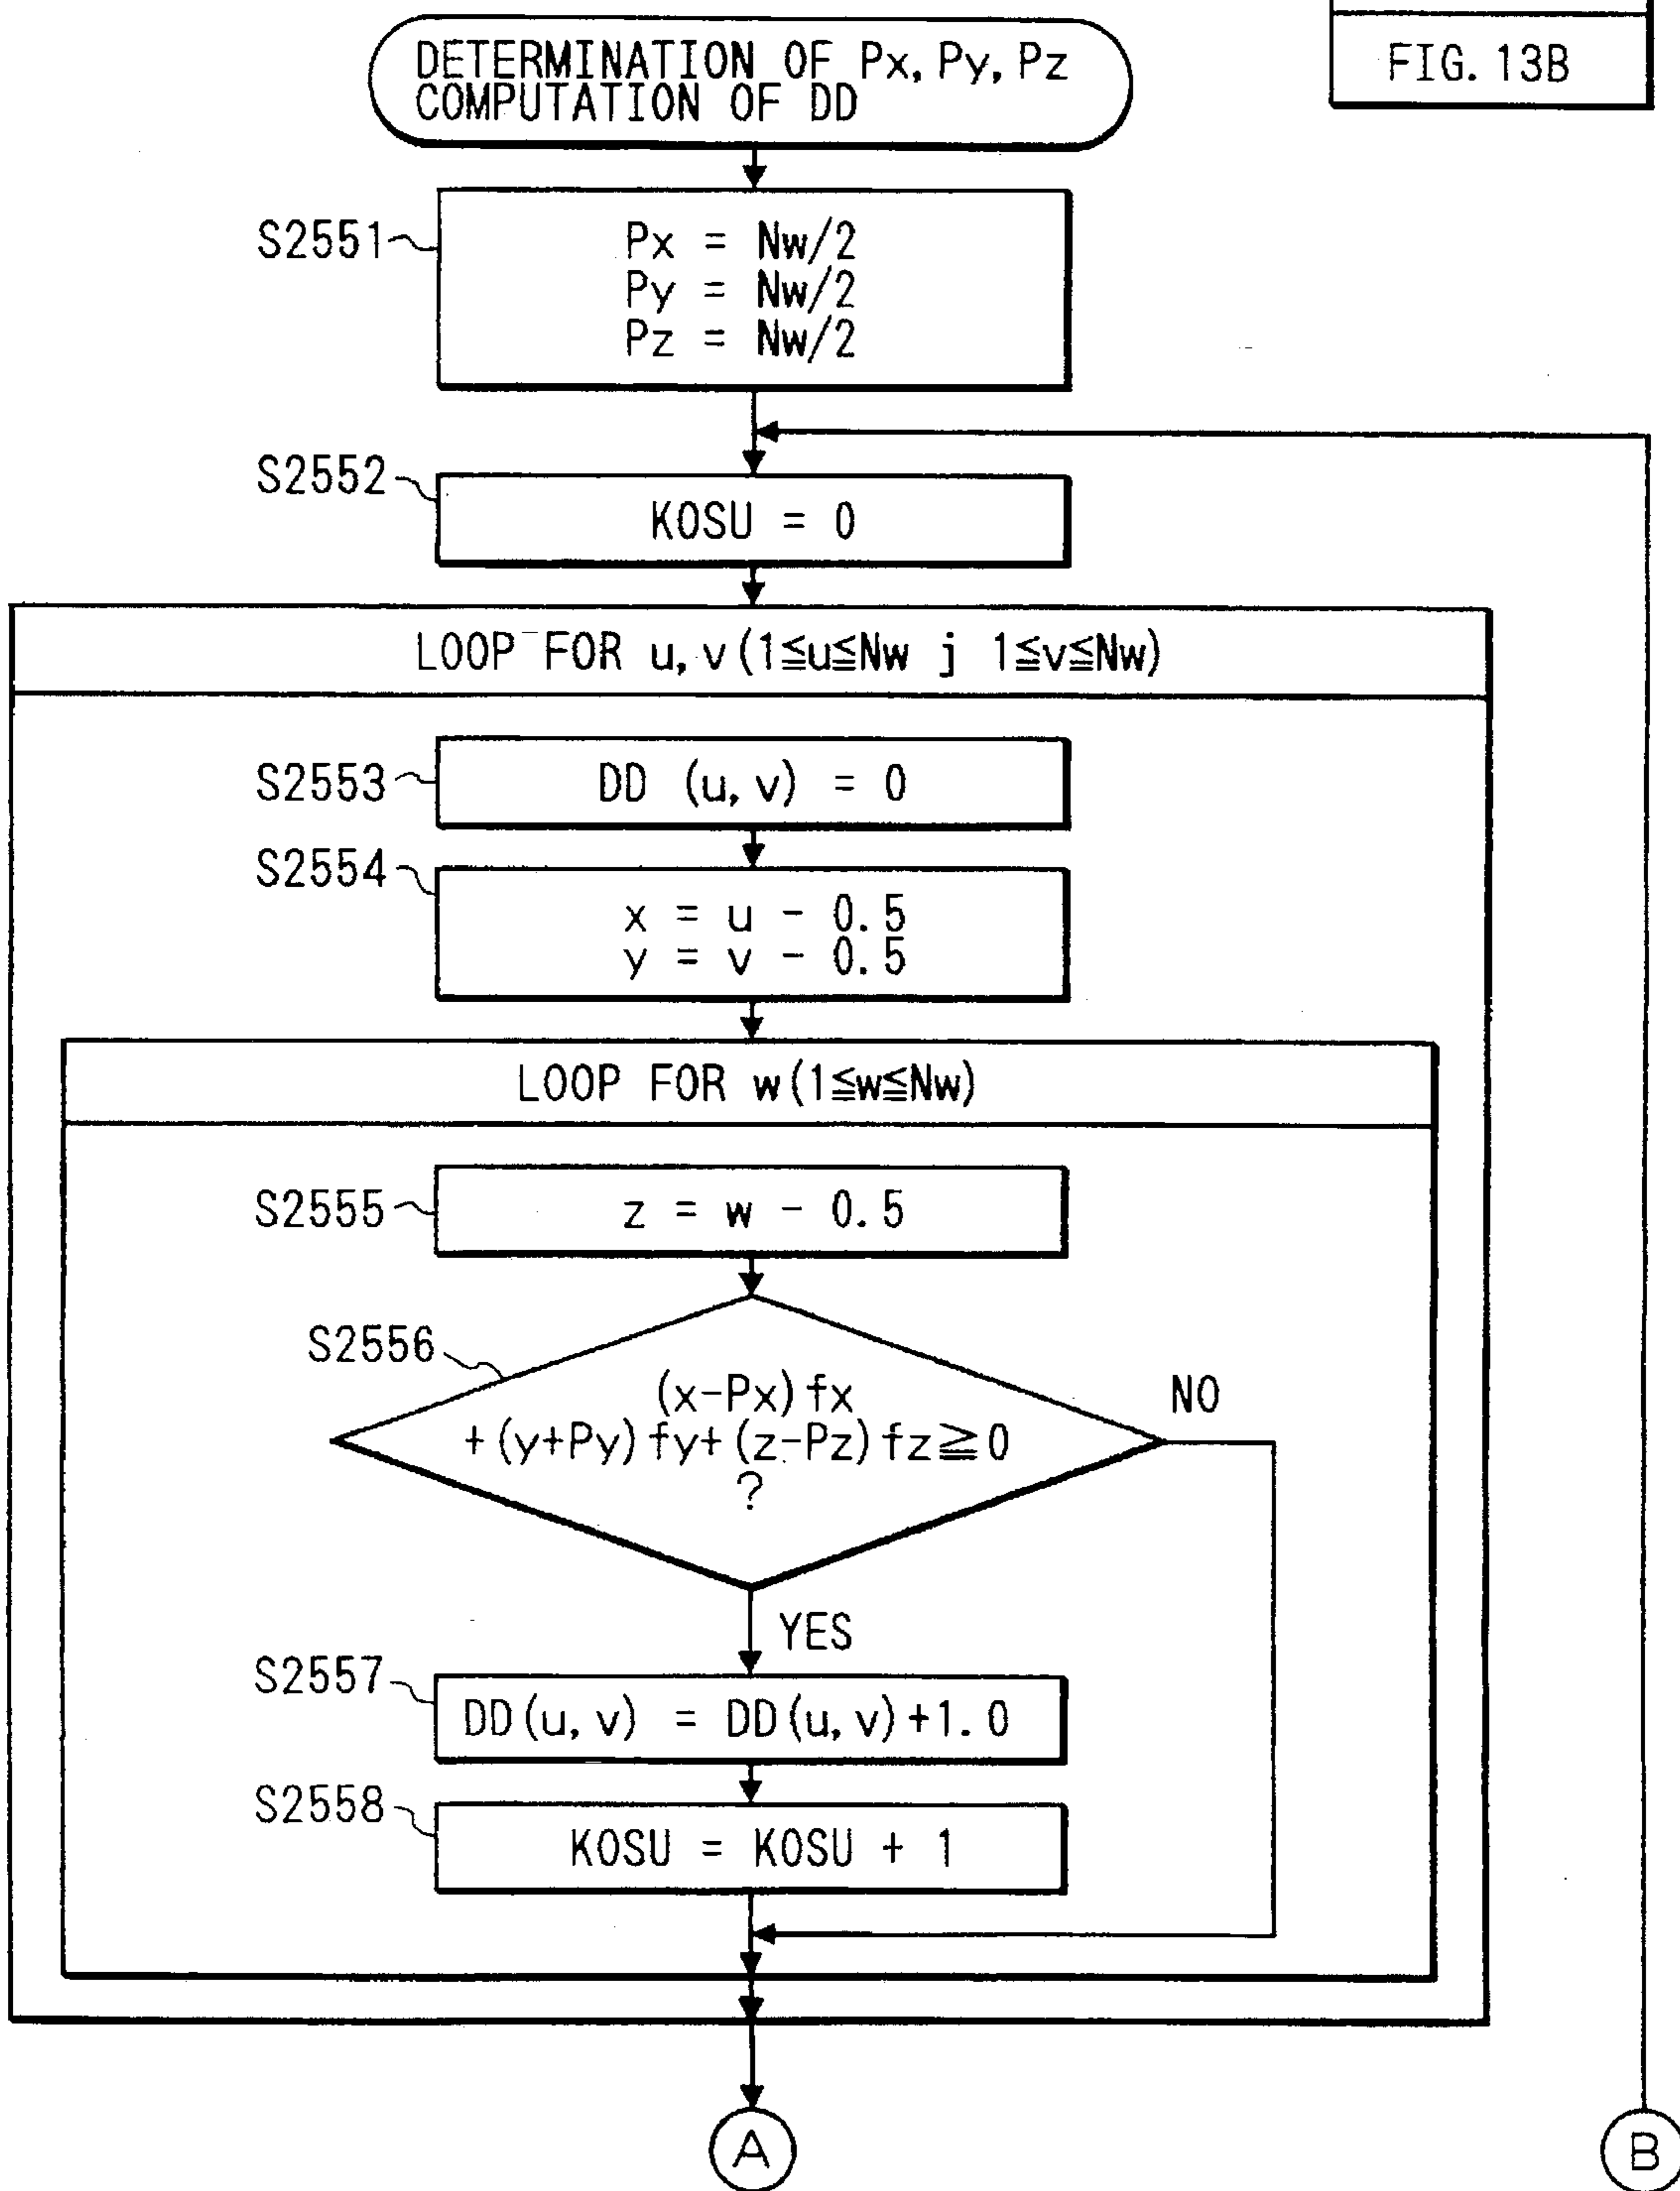 FIG. 13B
DETERMINATION OF Px, Py, Pz
COMPUTATION OF DD
S2551
Px = Nw/2
Py = Nw/2
Pz = Nw/2
S2552
KOSU = 0
LOOP FOR u, v (1≦u≦Nw j 1≦v≦Nw)
S2553
DD (u, v) = 0
S2554
x = u - 0.5
y = v - 0.5
LOOP FOR w (1≦w≦Nw)
S2555
z = w - 0.5
S2556
(x-Px) fx
+ (y+Py) fy+ (z-Pz) fz≧0
?
NO
YES
S2557
DD (u, v) = DD (u, v) +1.0
S2558
KOSU = KOSU + 1
A
B